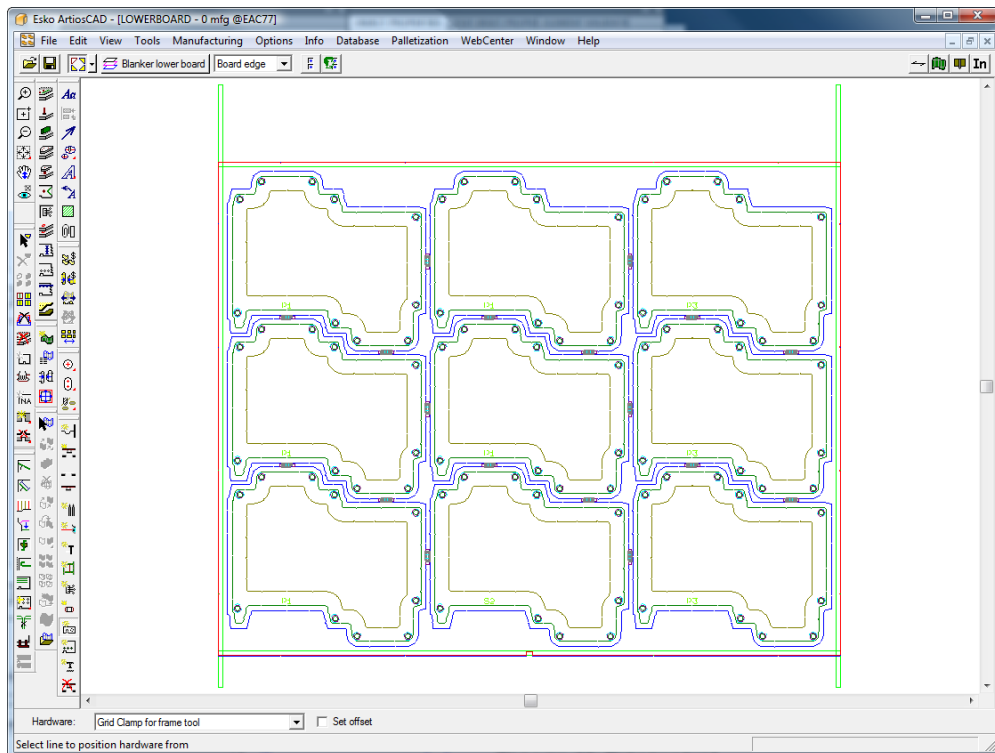 Esko ArtiosCAD - [LOWERBOARD - 0 mfg @EAC77]
File Edit View Tools Manufacturing Options Info Database Palletization WebCenter Window Help
Blanker lower board Board edge In
Hardware: Grid Clamp for frame tool Set offset
Select line to position hardware from